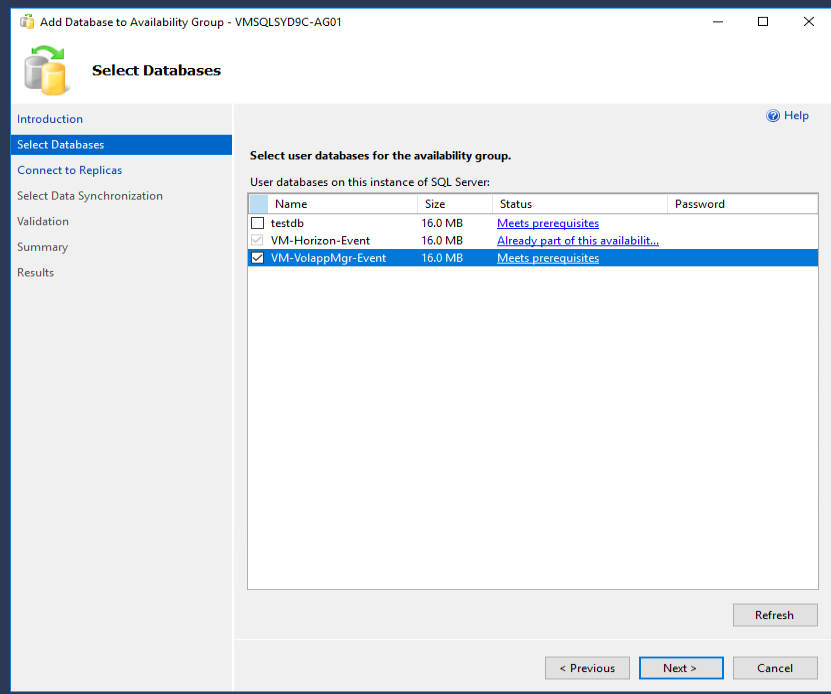 Add Database to Availability Group - VMSQLSYD9C-AG01
Select Databases
Introduction
Select Databases
Connect to Replicas
Select Data Synchronization
Validation
Summary
Results
Help
Select user databases for the availability group.
User databases on this instance of SQL Server:
Name Size Status Password
testdb 16.0 MB Meets prerequisites
VM-Horizon-Event 16.0 MB Already part of this availabilit...
VM-VolappMgr-Event 16.0 MB Meets prerequisites
Refresh
< Previous Next > Cancel